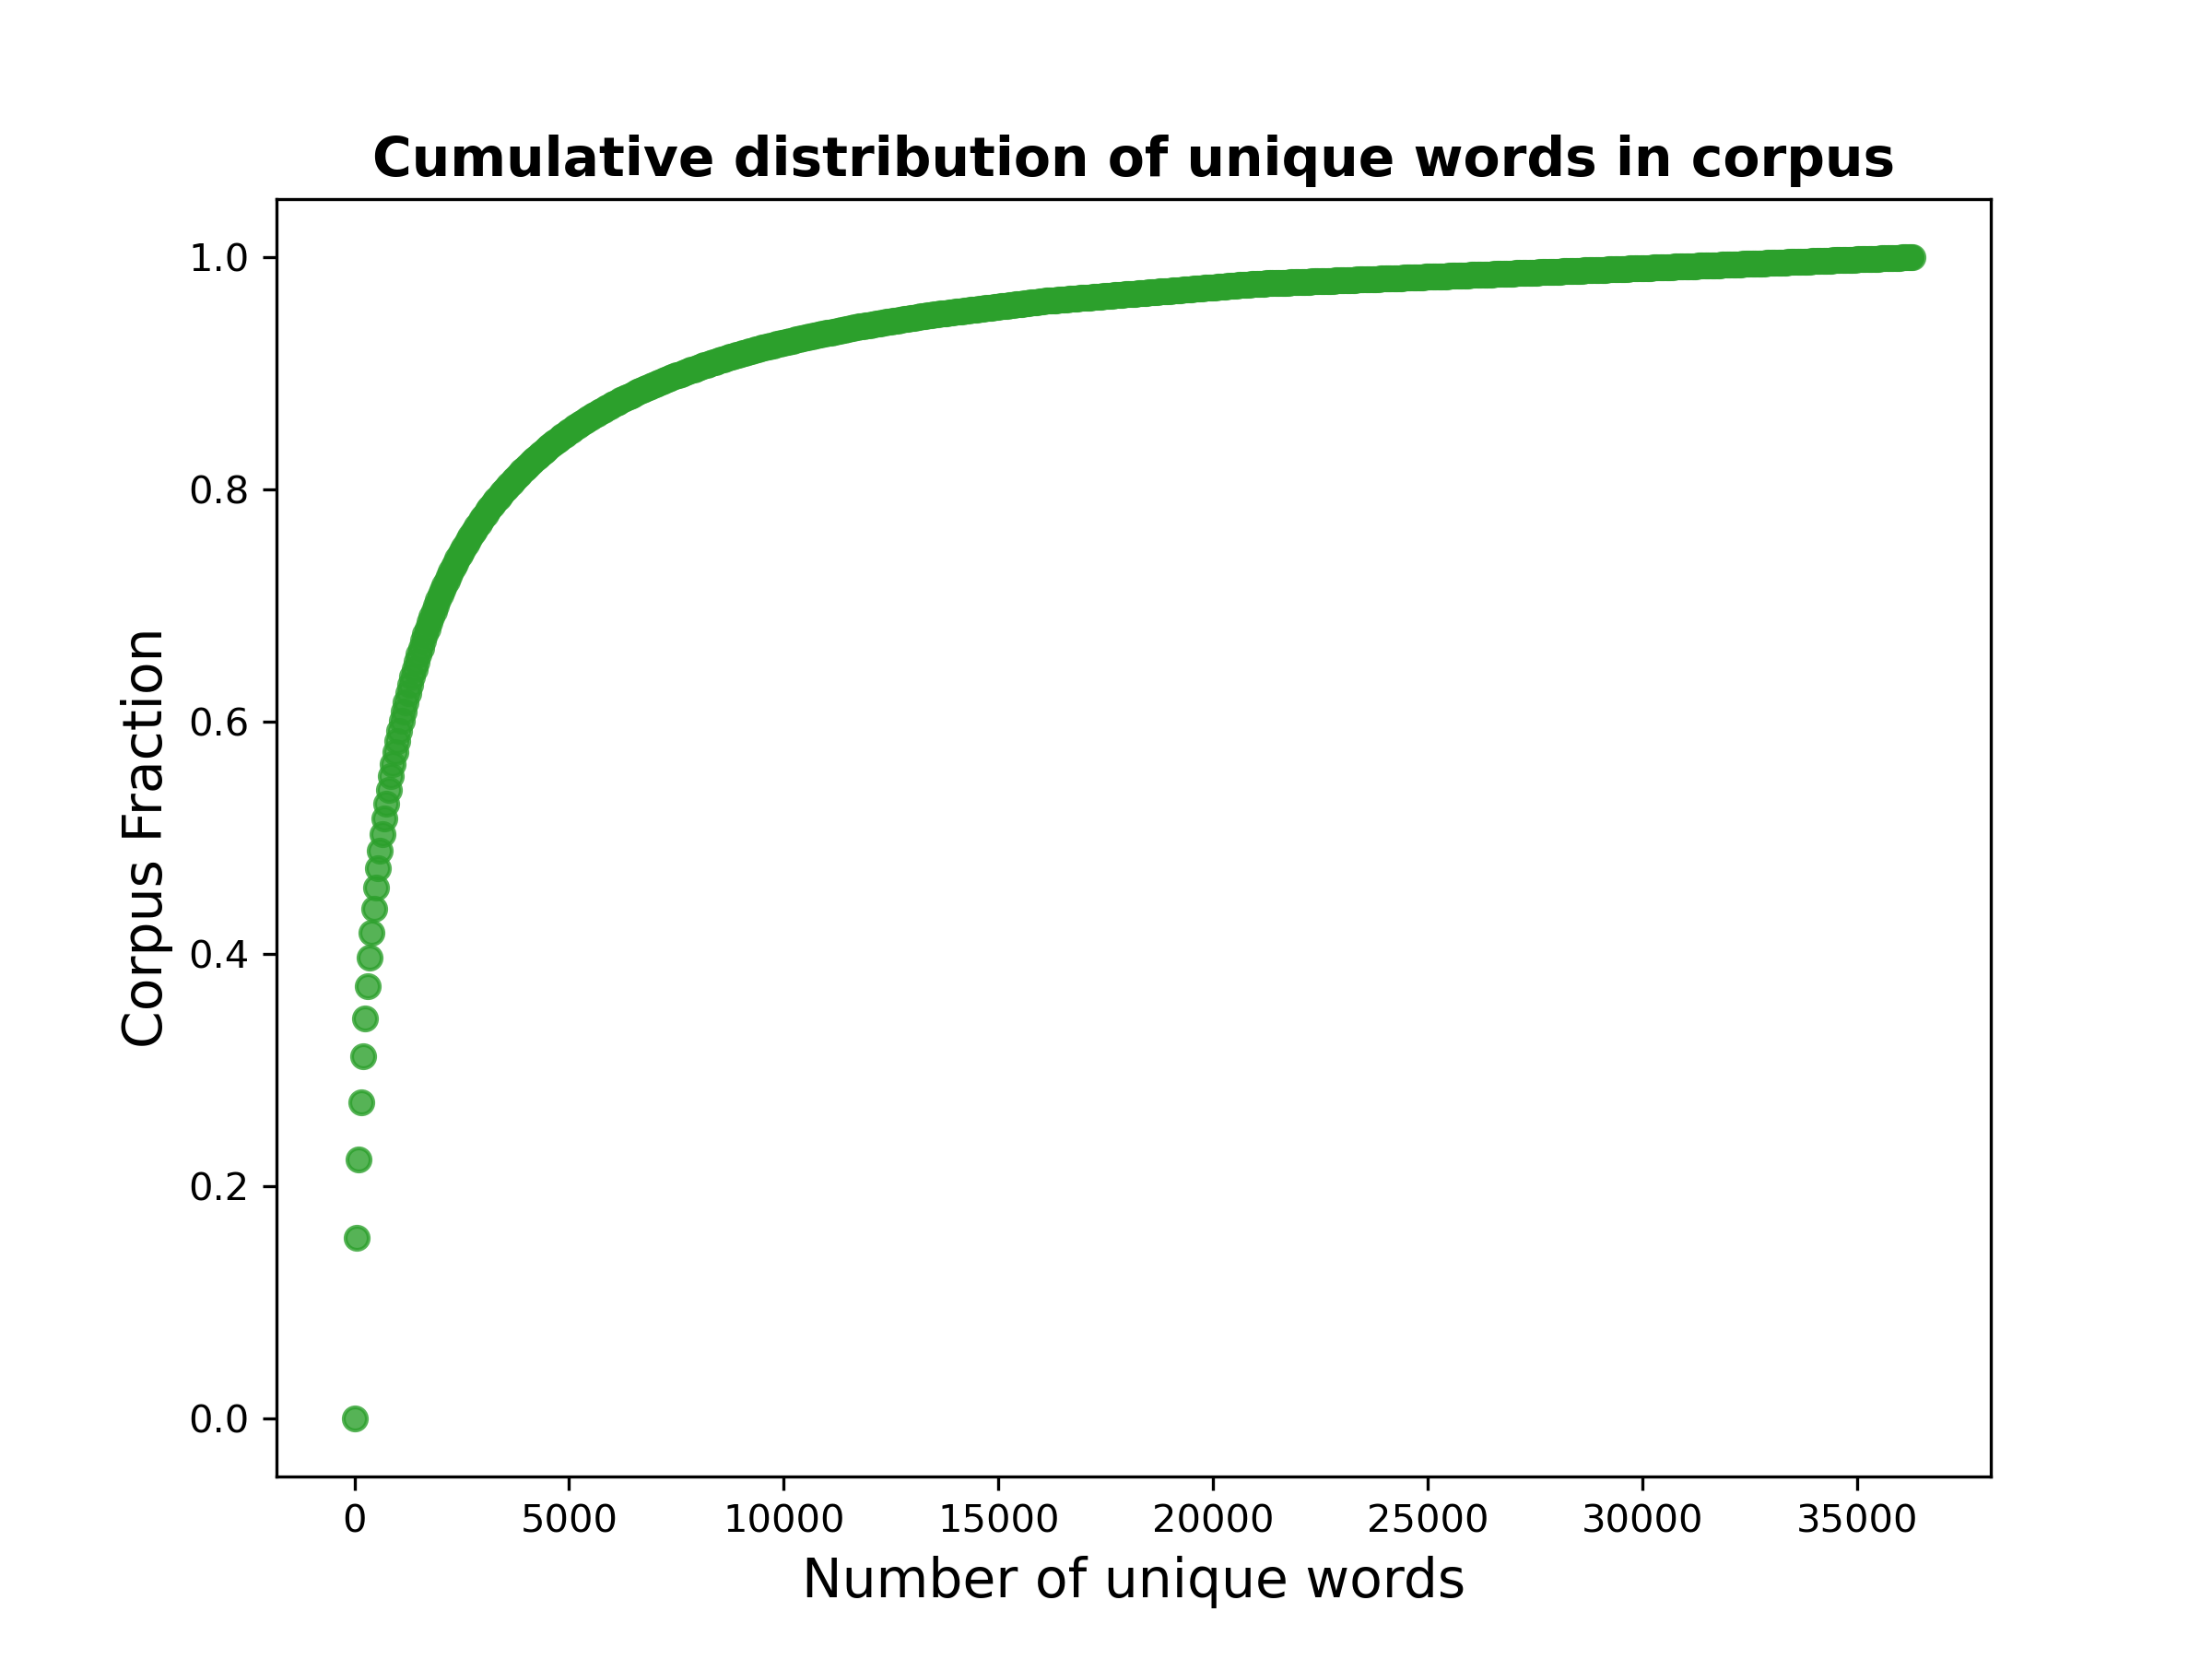 Cumulative distribution of unique words in corpus
1.0
0.8
0.6
0.4
0.2
0.0
Corpus Fraction
0 5000 10000 15000 20000 25000 30000 35000
Number of unique words